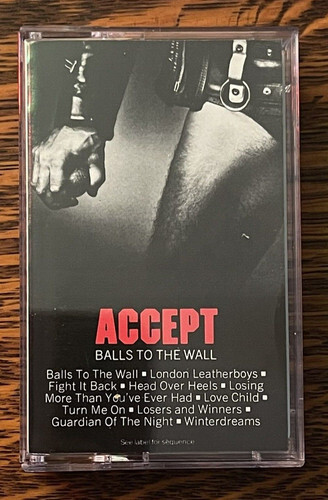 ACCEPT
BALLS TO THE WALL
Balls To The Wall ▪ London Leatherboys ▪
Fight It Back ▪ Head Over Heels ▪ Losing
More Than You've Ever Had ▪ Love Child ▪
Turn Me On ▪ Losers and Winners ▪
Guardian Of The Night ▪ Winterdreams
See label for sequence